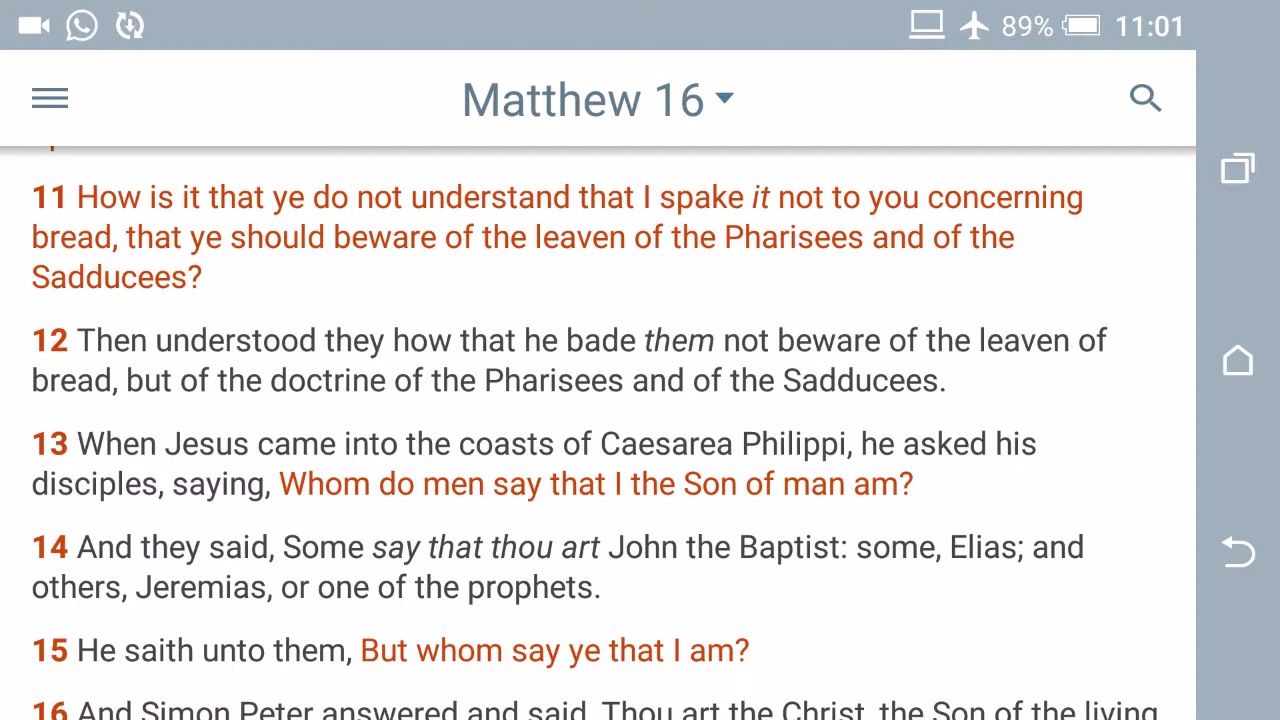 89% 11:01
Matthew 16
11 How is it that ye do not understand that I spake it not to you concerning
bread, that ye should beware of the leaven of the Pharisees and of the
Sadducees?
12 Then understood they how that he bade them not beware of the leaven of
bread, but of the doctrine of the Pharisees and of the Sadducees.
13 When Jesus came into the coasts of Caesarea Philippi, he asked his
disciples, saying, Whom do men say that I the Son of man am?
14 And they said, Some say that thou art John the Baptist: some, Elias; and
others, Jeremias, or one of the prophets.
15 He saith unto them, But whom say ye that I am?
16 And Simon Peter answered and said, Thou art the Christ, the Son of the living